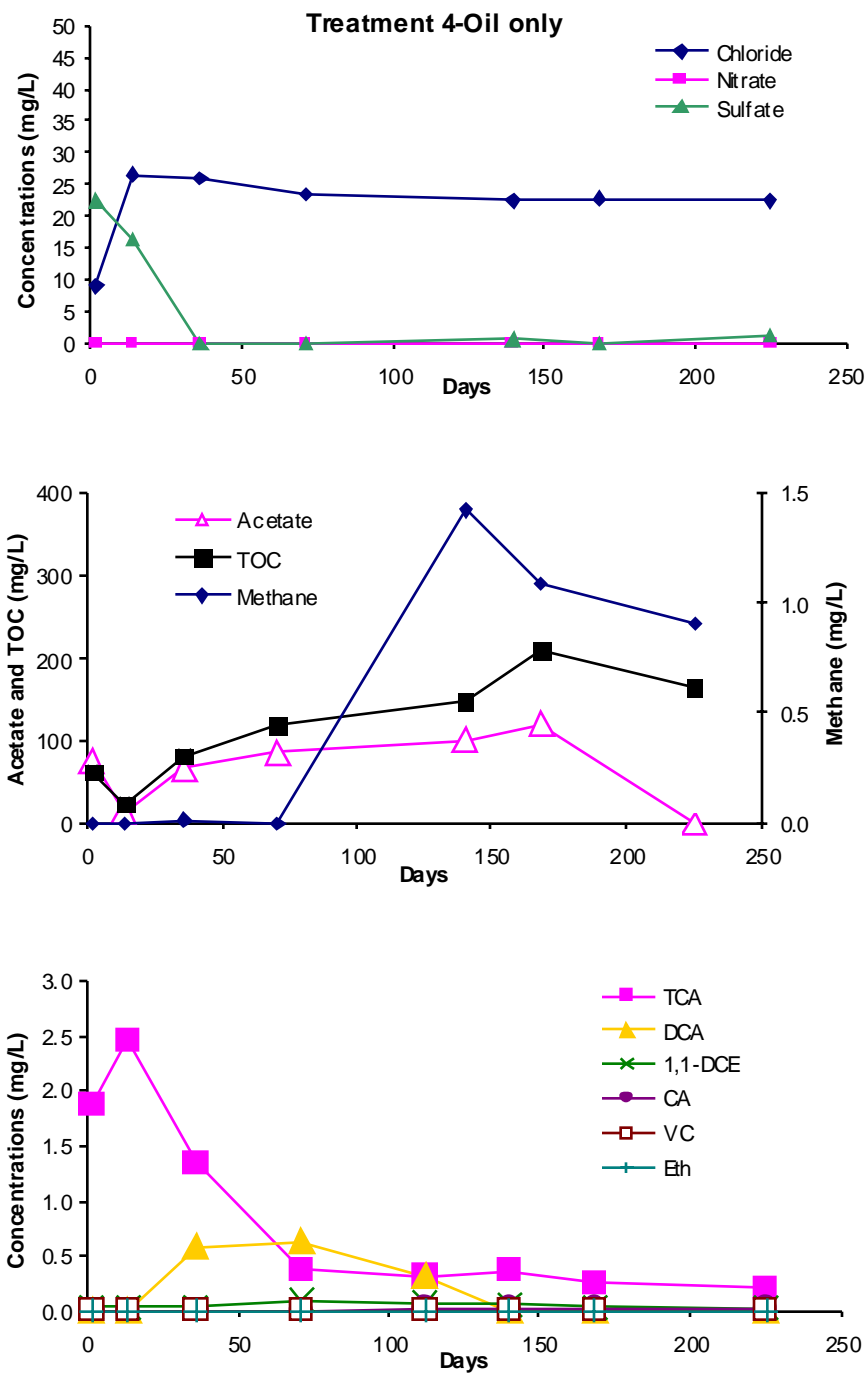 Treatment 4-Oil only
Concentrations (mg/L)
50
45
40
35
30
25
20
15
10
5
0
Chloride
Nitrate
Sulfate
0 50 100 150 200 250
Days
Acetate and TOC (mg/L)
400
300
200
100
0
Acetate
TOC
Methane
1.5
1.0
0.5
0.0
Methane (mg/L)
0 50 100 150 200 250
Days
Concentrations (mg/L)
3.0
2.5
2.0
1.5
1.0
0.5
0.0
TCA
DCA
1,1-DCE
CA
VC
Eth
0 50 100 150 200 250
Days